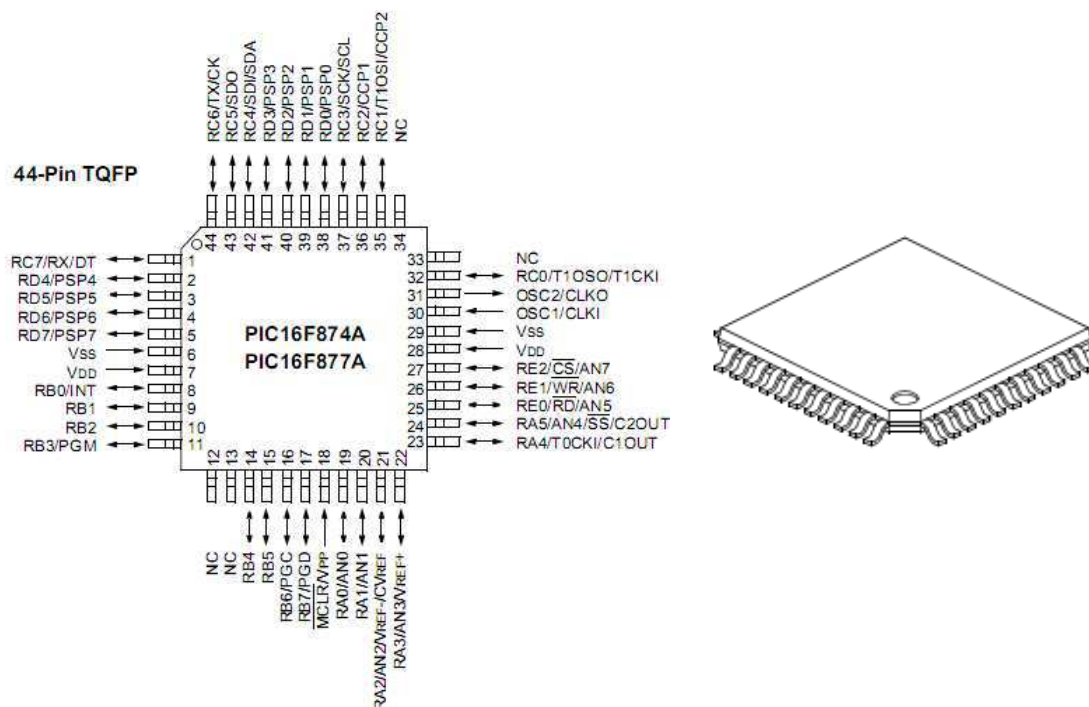 44-Pin TQFP
RC6/TX/CK
RC5/SDO
RC4/SDI/SDA
RD3/PSP3
RD2/PSP2
RD1/PSP1
RD0/PSP0
RC3/SCK/SCL
RC2/CCP1
RC1/T1OSI/CCP2
NC
44
43
42
41
40
39
38
37
36
35
34
RC7/RX/DT 1
RD4/PSP4 2
RD5/PSP5 3
RD6/PSP6 4
RD7/PSP7 5
VSS 6
VDD 7
RB0/INT 8
RB1 9
RB2 10
RB3/PGM 11
PIC16F874A
PIC16F877A
33 NC
32 RC0/T1OSO/T1CKI
31 OSC2/CLKO
30 OSC1/CLKI
29 VSS
28 VDD
27 RE2/CS/AN7
26 RE1/WR/AN6
25 RE0/RD/AN5
24 RA5/AN4/SS/C2OUT
23 RA4/T0CKI/C1OUT
12
13
14
15
16
17
18
19
20
21
22
NC
NC
RB4
RB5
RB6/PGC
RB7/PGD
MCLR/VPP
RA0/AN0
RA1/AN1
RA2/AN2/VREF-/CVREF
RA3/AN3/VREF+